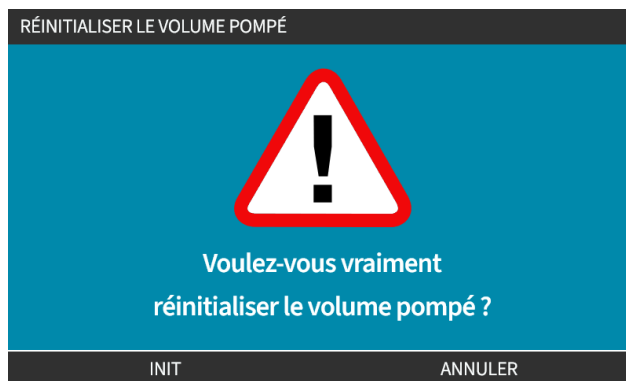 RÉINITIALISER LE VOLUME POMPÉ
!
Voulez-vous vraiment
réinitialiser le volume pompé ?
INIT ANNULER